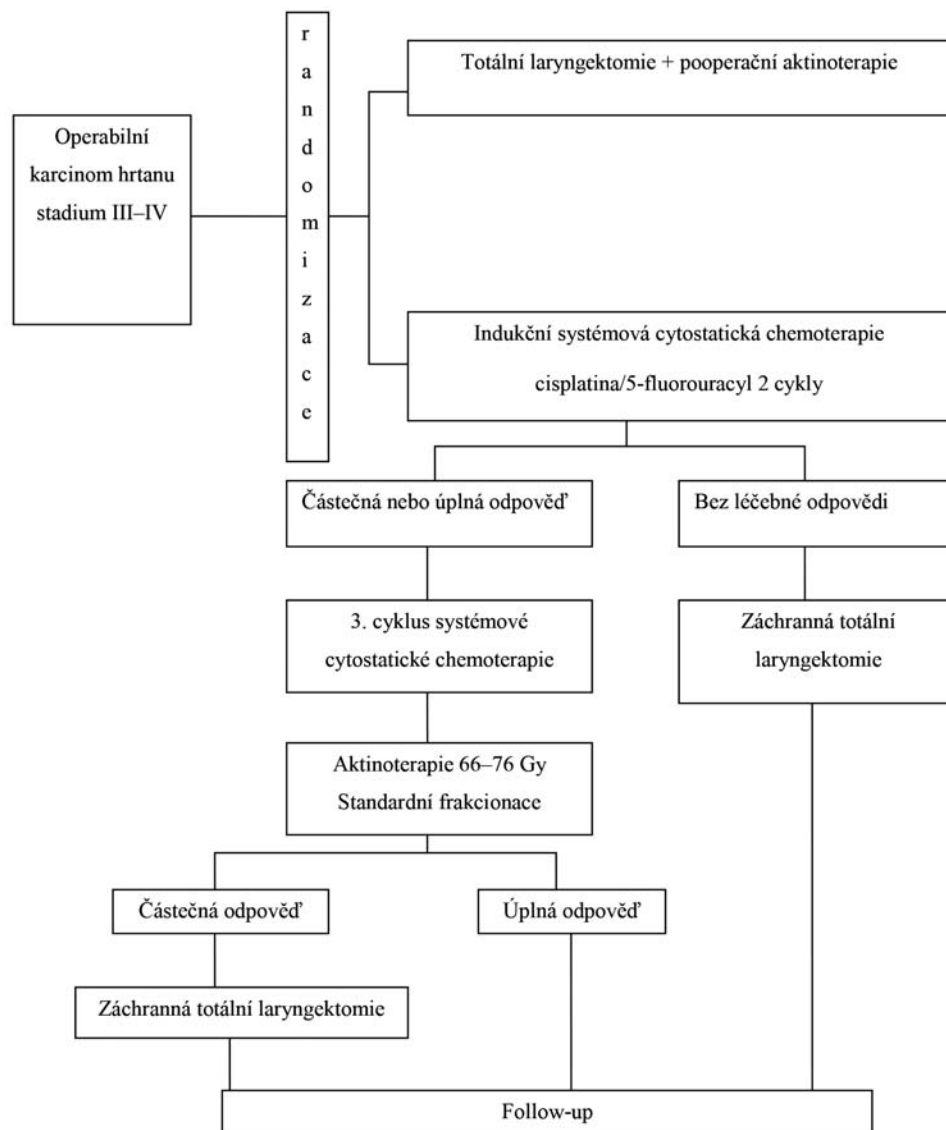 Operabilní
karcinom hrtanu
stadium III–IV
randomizace
Totální laryngektomie + pooperační aktinoterapie
Indukční systémová cytostatická chemoterapie
cisplatina/5-fluorouracyl 2 cykly
Částečná nebo úplná odpověď
Bez léčebné odpovědi
3. cyklus systémové
cytostatické chemoterapie
Záchranná totální
laryngektomie
Aktinoterapie 66–76 Gy
Standardní frakcionace
Částečná odpověď
Úplná odpověď
Záchranná totální laryngektomie
Follow-up